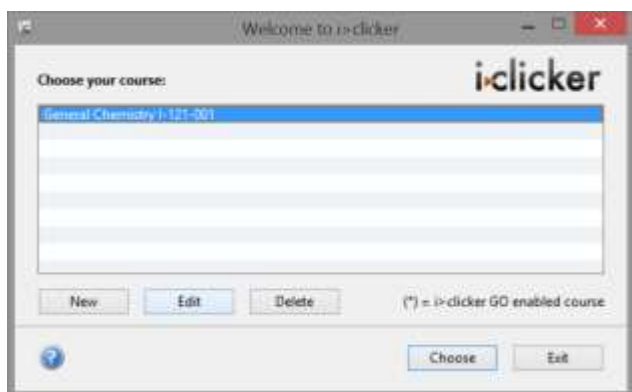 Welcome to i>clicker
Choose your course:
i>clicker
General Chemistry I-121-001
New
Edit
Delete
(*) = i>clicker GO enabled course
?
Choose
Exit